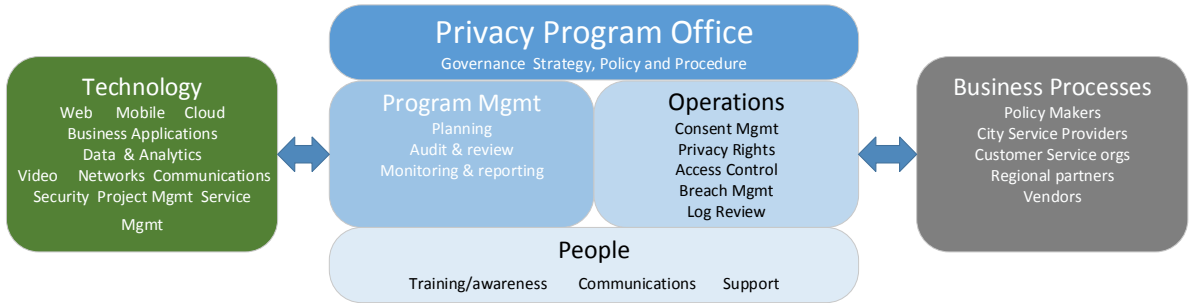 Privacy Program Office
Governance Strategy, Policy and Procedure
Technology
Web Mobile Cloud
Business Applications
Data & Analytics
Video Networks Communications
Security Project Mgmt Service
Mgmt
Program Mgmt
Planning
Audit & review
Monitoring & reporting
Operations
Consent Mgmt
Privacy Rights
Access Control
Breach Mgmt
Log Review
Business Processes
Policy Makers
City Service Providers
Customer Service orgs
Regional partners
Vendors
People
Training/awareness Communications Support